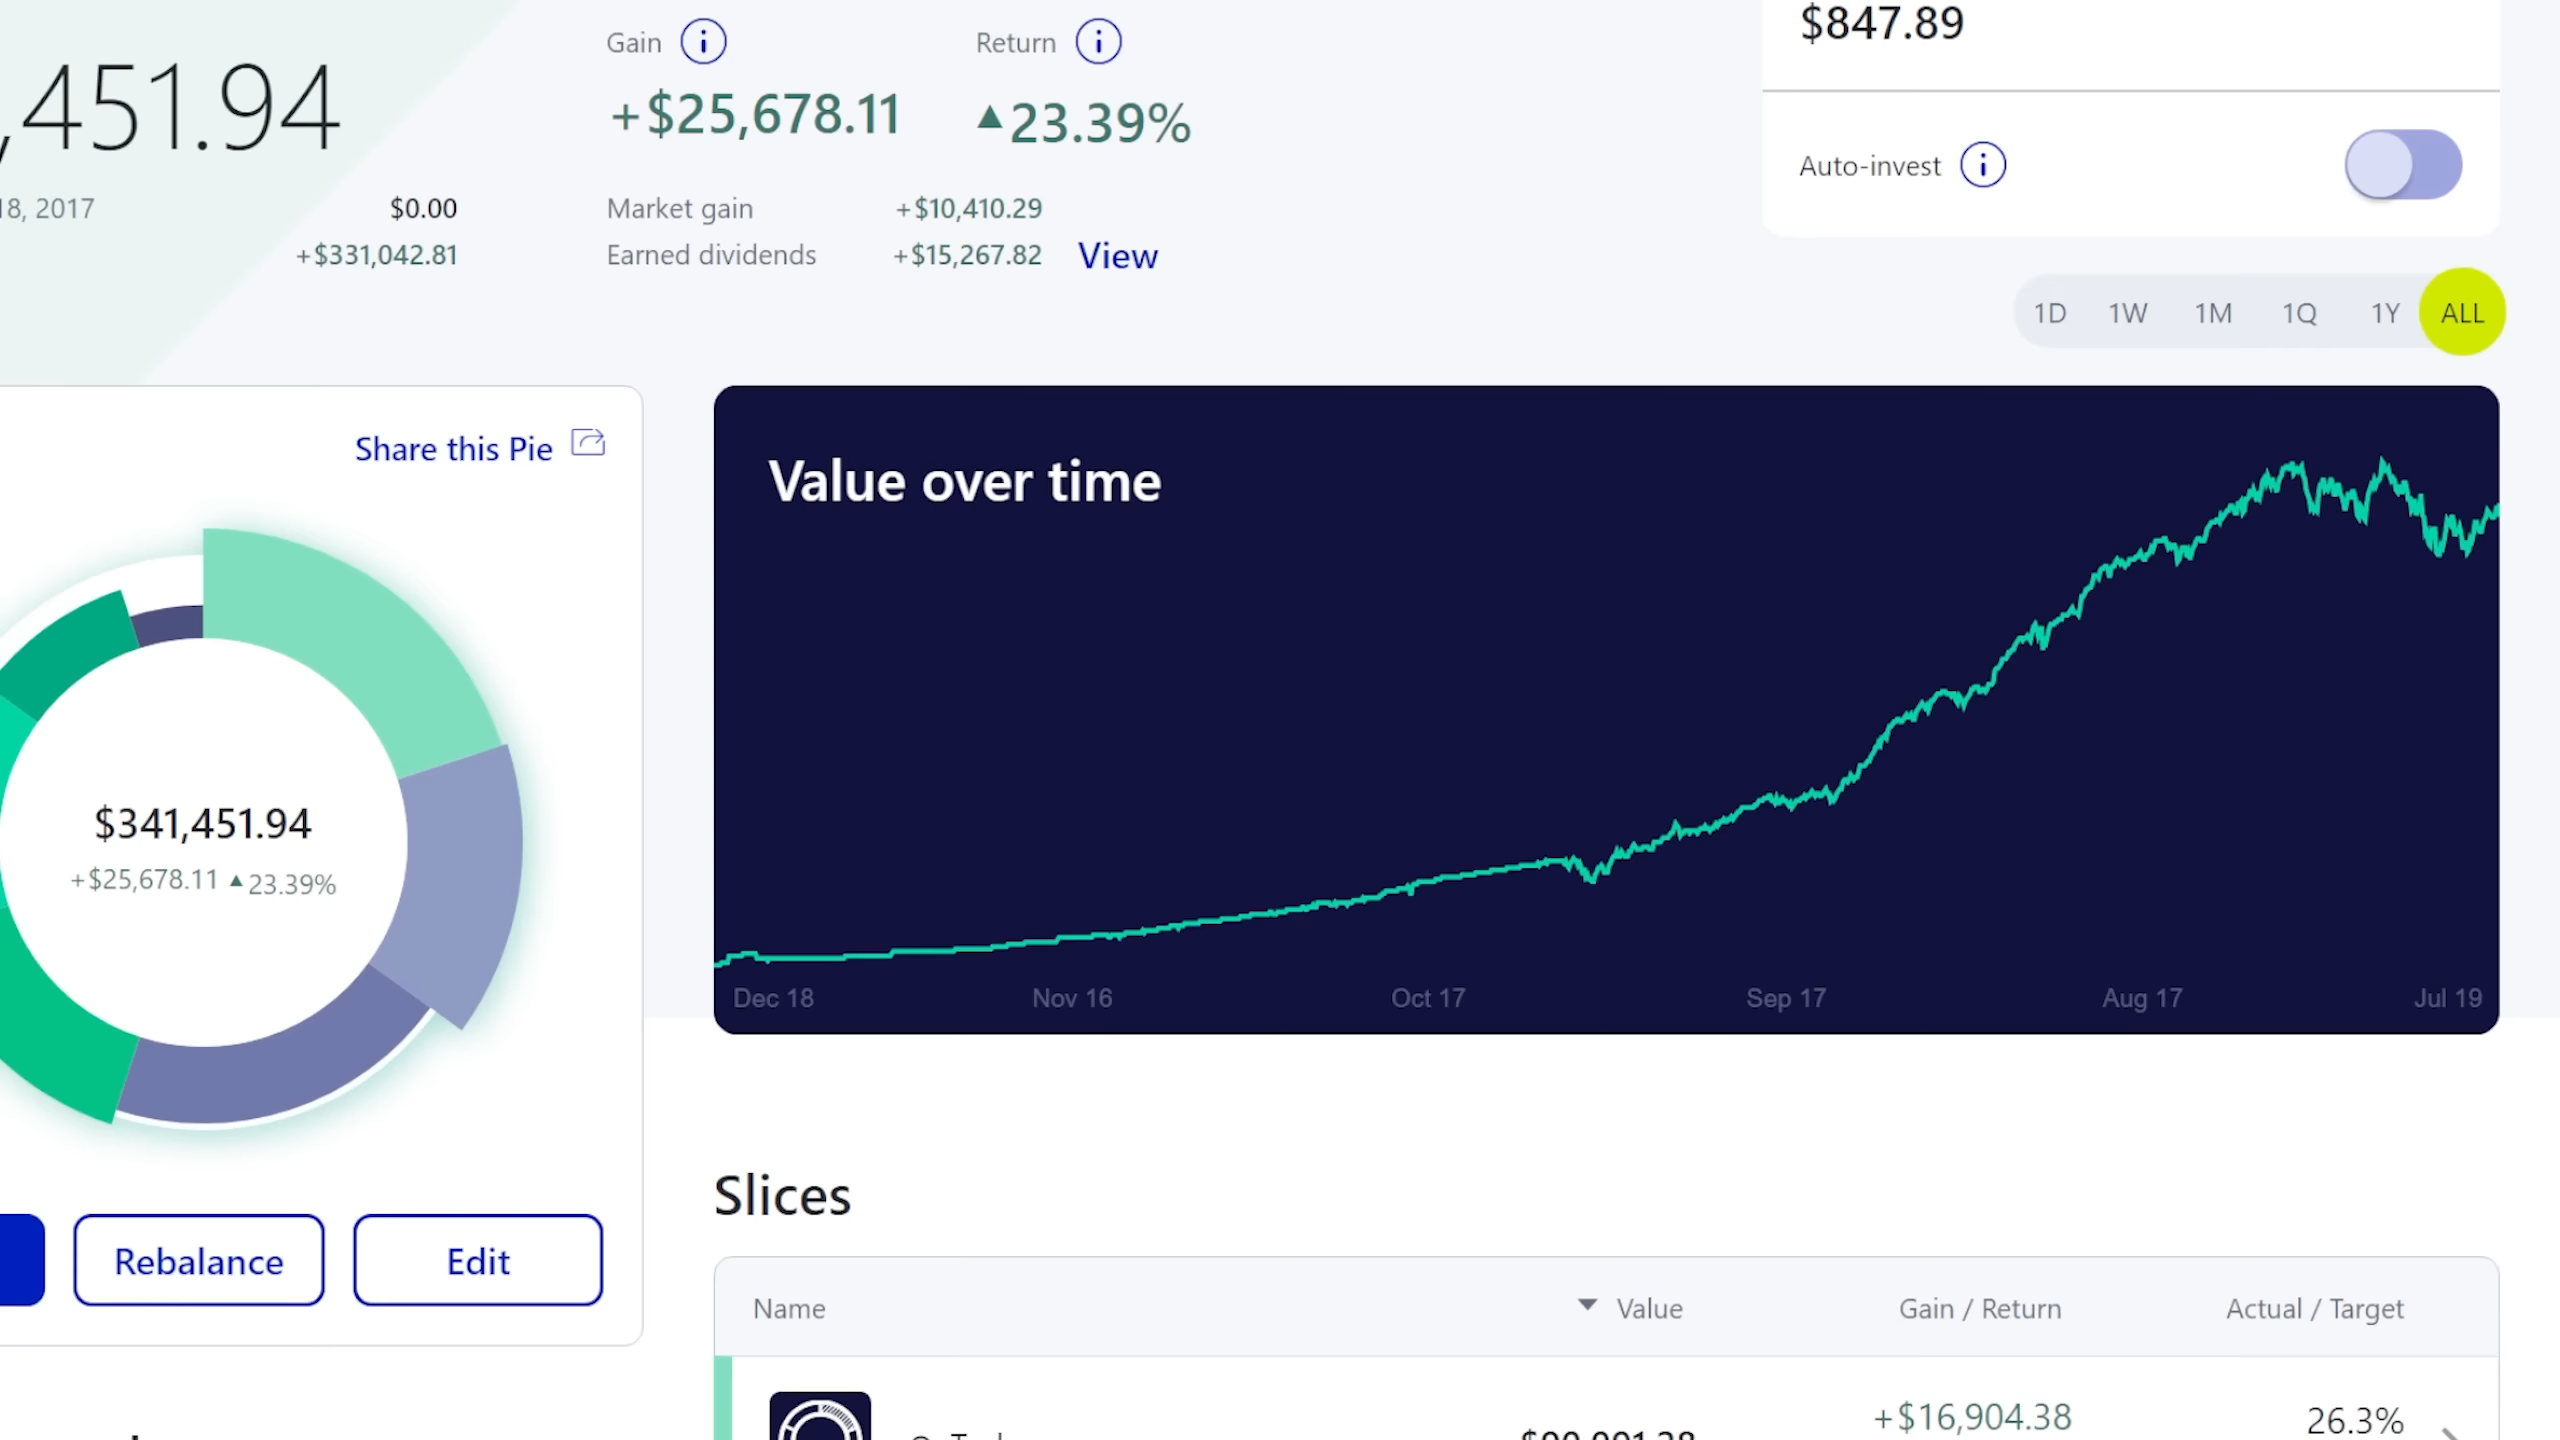 $847.89
Gain
Return
,451.94
+$25,678.11
▲23.39%
Auto-invest
18, 2017
$0.00
Market gain
+$10,410.29
+$331,042.81
Earned dividends
+$15,267.82
View
1D 1W 1M 1Q 1Y ALL
Share this Pie
Value over time
$341,451.94
+$25,678.11 ▲23.39%
Dec 18 Nov 16 Oct 17 Sep 17 Aug 17 Jul 19
Slices
Rebalance
Edit
Name
Value
Gain / Return
Actual / Target
+$16,904.38
26.3%